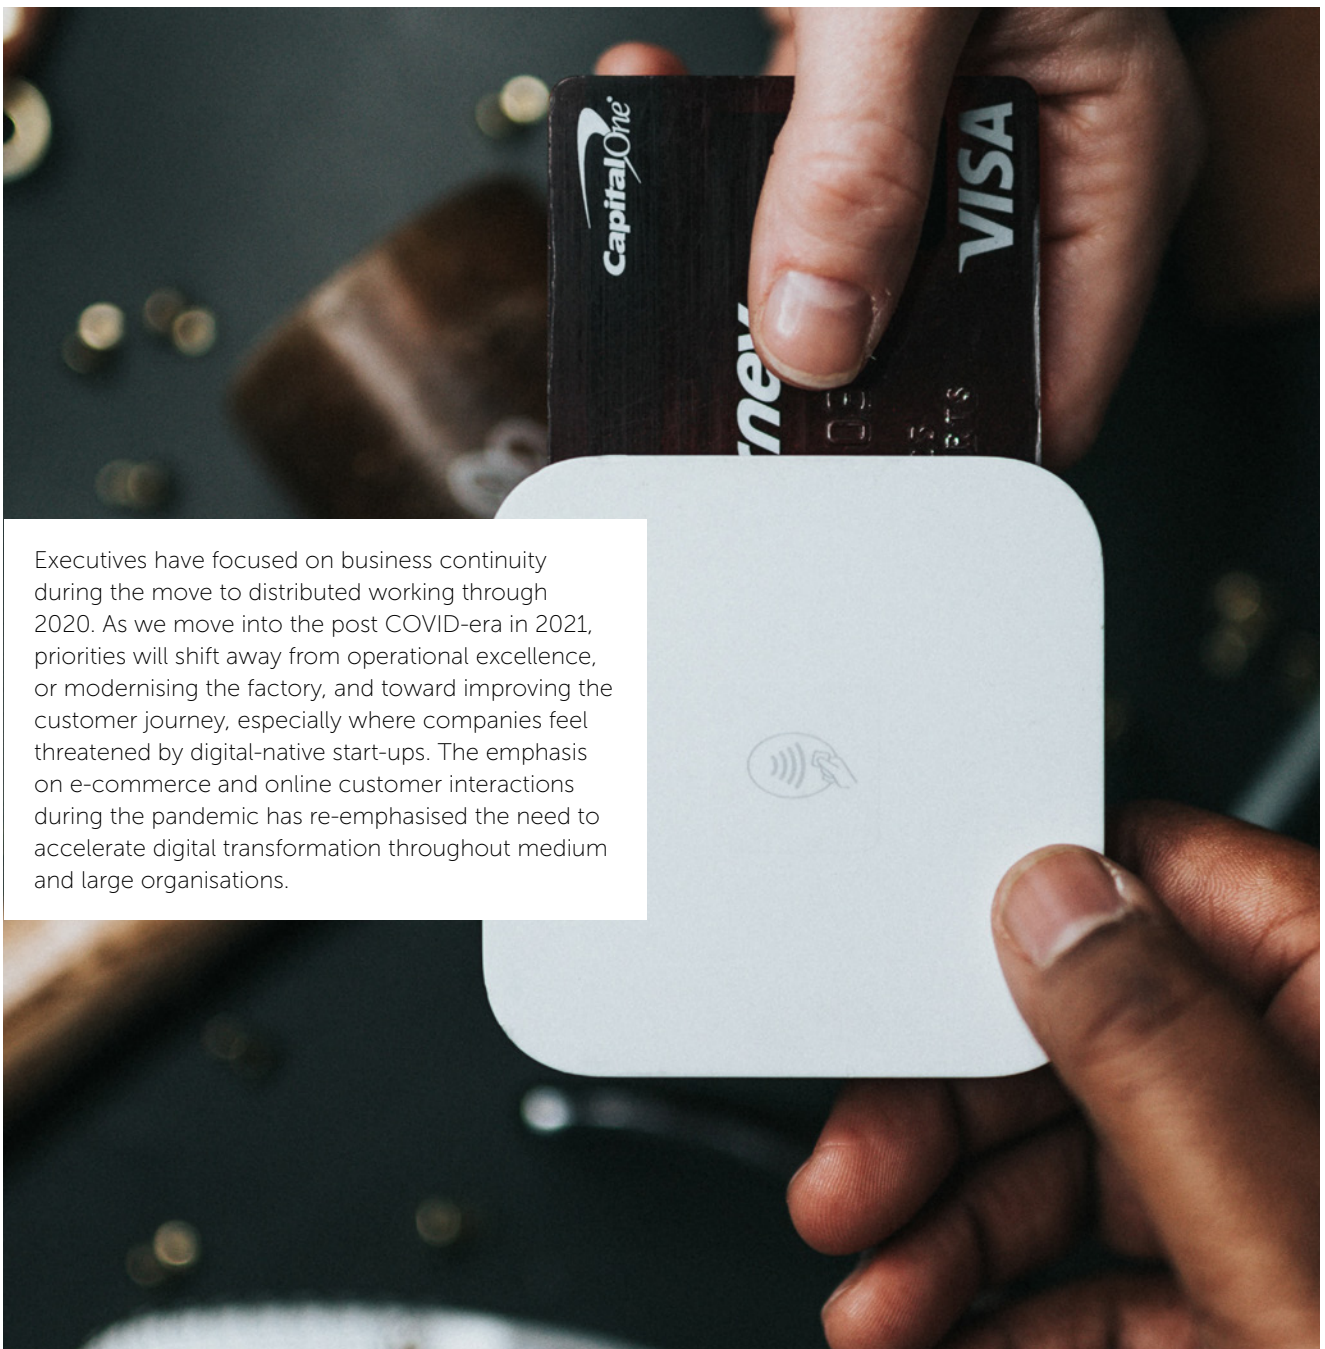 CapitalOne
VISA
Executives have focused on business continuity
during the move to distributed working through
2020. As we move into the post COVID-era in 2021,
priorities will shift away from operational excellence,
or modernising the factory, and toward improving the
customer journey, especially where companies feel
threatened by digital-native start-ups. The emphasis
on e-commerce and online customer interactions
during the pandemic has re-emphasised the need to
accelerate digital transformation throughout medium
and large organisations.